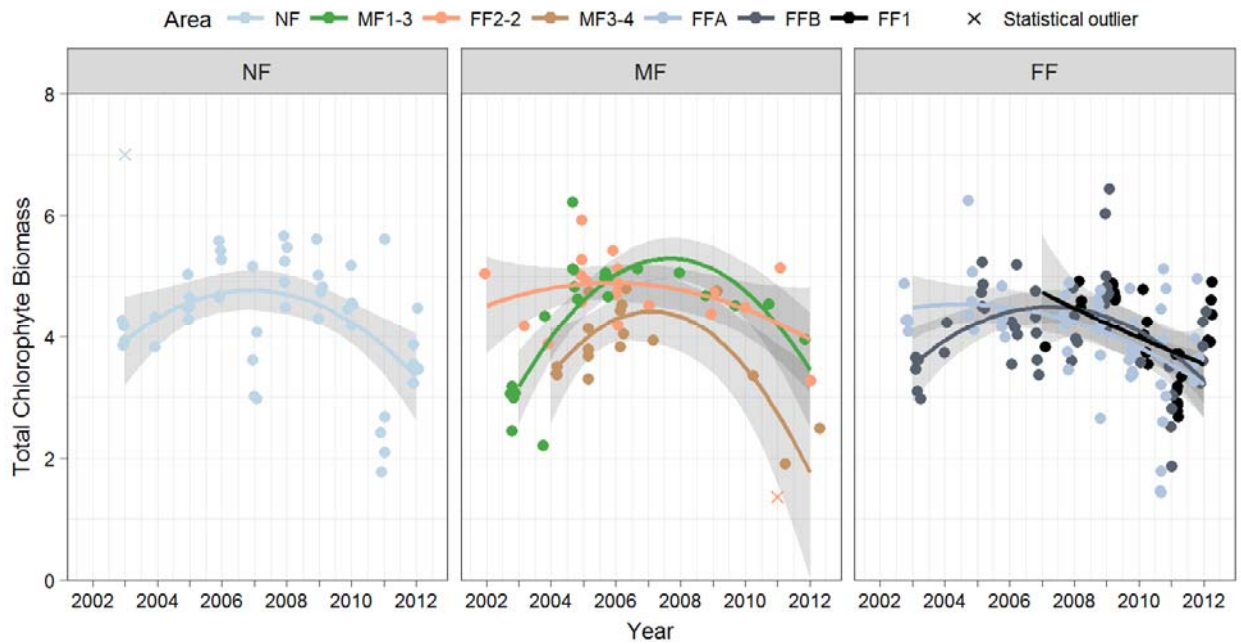 Area NF MF1-3 FF2-2 MF3-4 FFA FFB FF1 × Statistical outlier
NF MF FF
Total Chlorophyte Biomass
8
6
4
2
0
2002 2004 2006 2008 2010 2012 2002 2004 2006 2008 2010 2012 2002 2004 2006 2008 2010 2012
Year